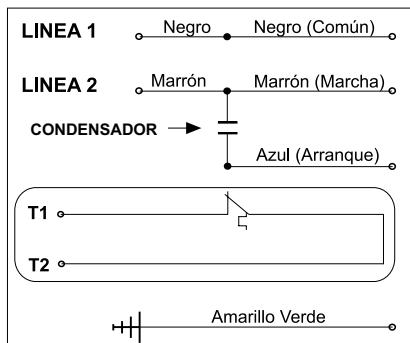 LINEA 1 Negro Negro (Común)
LINEA 2 Marrón Marrón (Marcha)
CONDENSADOR
Azul (Arranque)
T1
T2
Amarillo Verde